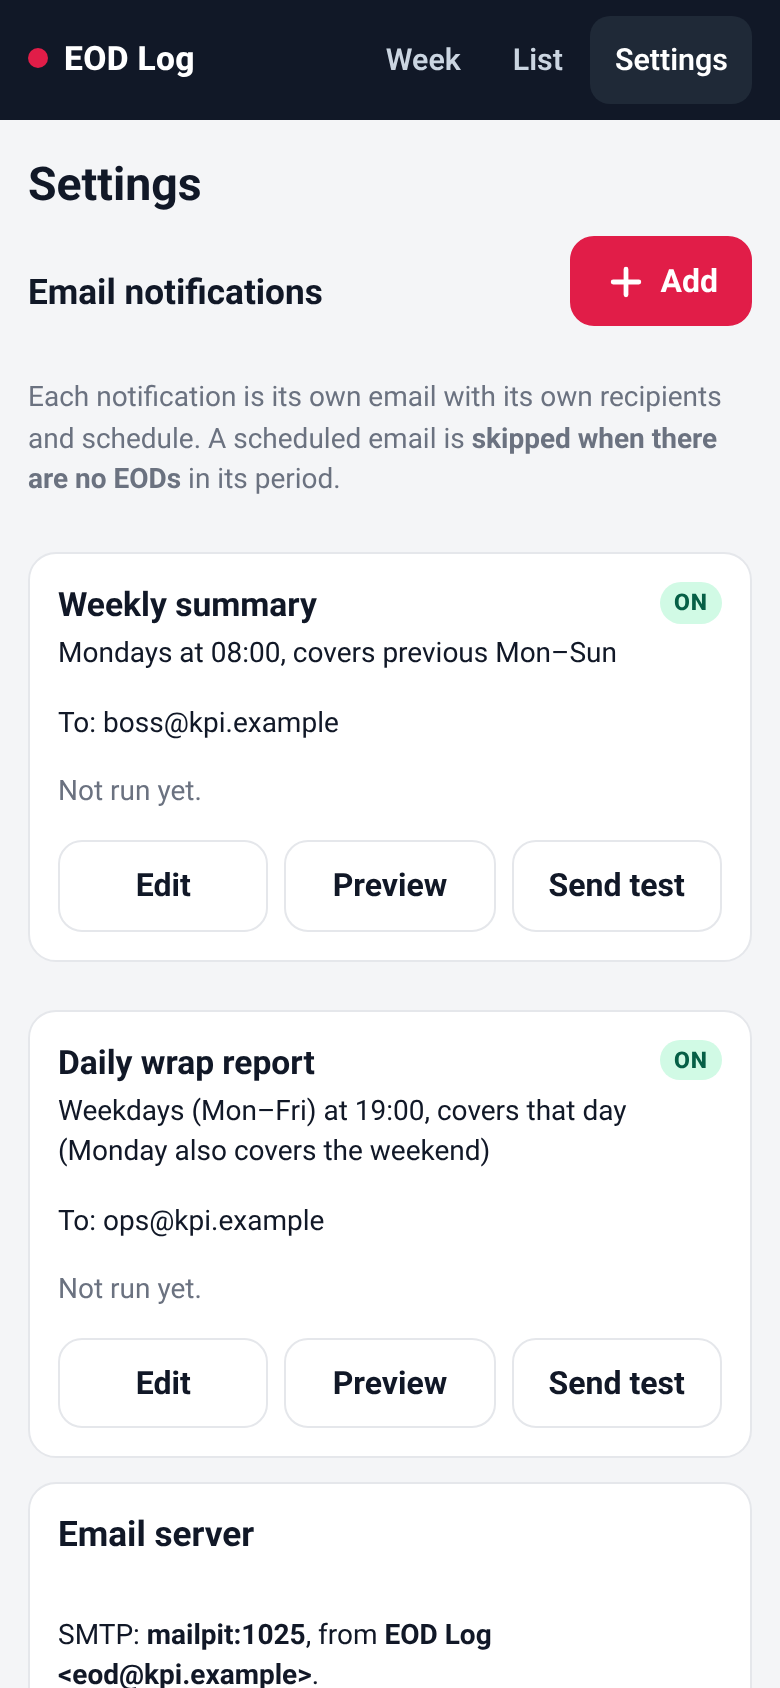 EOD Log
Week
List
Settings
Settings
Email notifications
+ Add
Each notification is its own email with its own recipients
and schedule. A scheduled email is skipped when there
are no EODs in its period.
Weekly summary
ON
Mondays at 08:00, covers previous Mon–Sun
To: boss@kpi.example
Not run yet.
Edit
Preview
Send test
Daily wrap report
ON
Weekdays (Mon–Fri) at 19:00, covers that day
(Monday also covers the weekend)
To: ops@kpi.example
Not run yet.
Edit
Preview
Send test
Email server
SMTP: mailpit:1025, from EOD Log
<eod@kpi.example>.